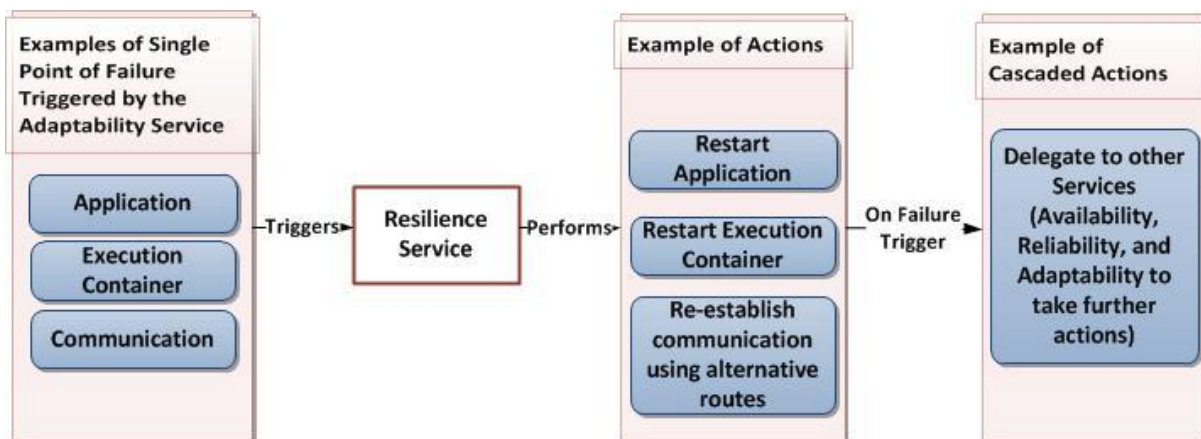 Examples of Single
Point of Failure
Triggered by the
Adaptability Service
Application
Execution
Container
Communication
Triggers
Resilience
Service
Performs
Example of Actions
Restart
Application
Restart Execution
Container
Re-establish
communication
using alternative
routes
On Failure
Trigger
Example of
Cascaded Actions
Delegate to other
Services
(Availability,
Reliability, and
Adaptability to
take further
actions)